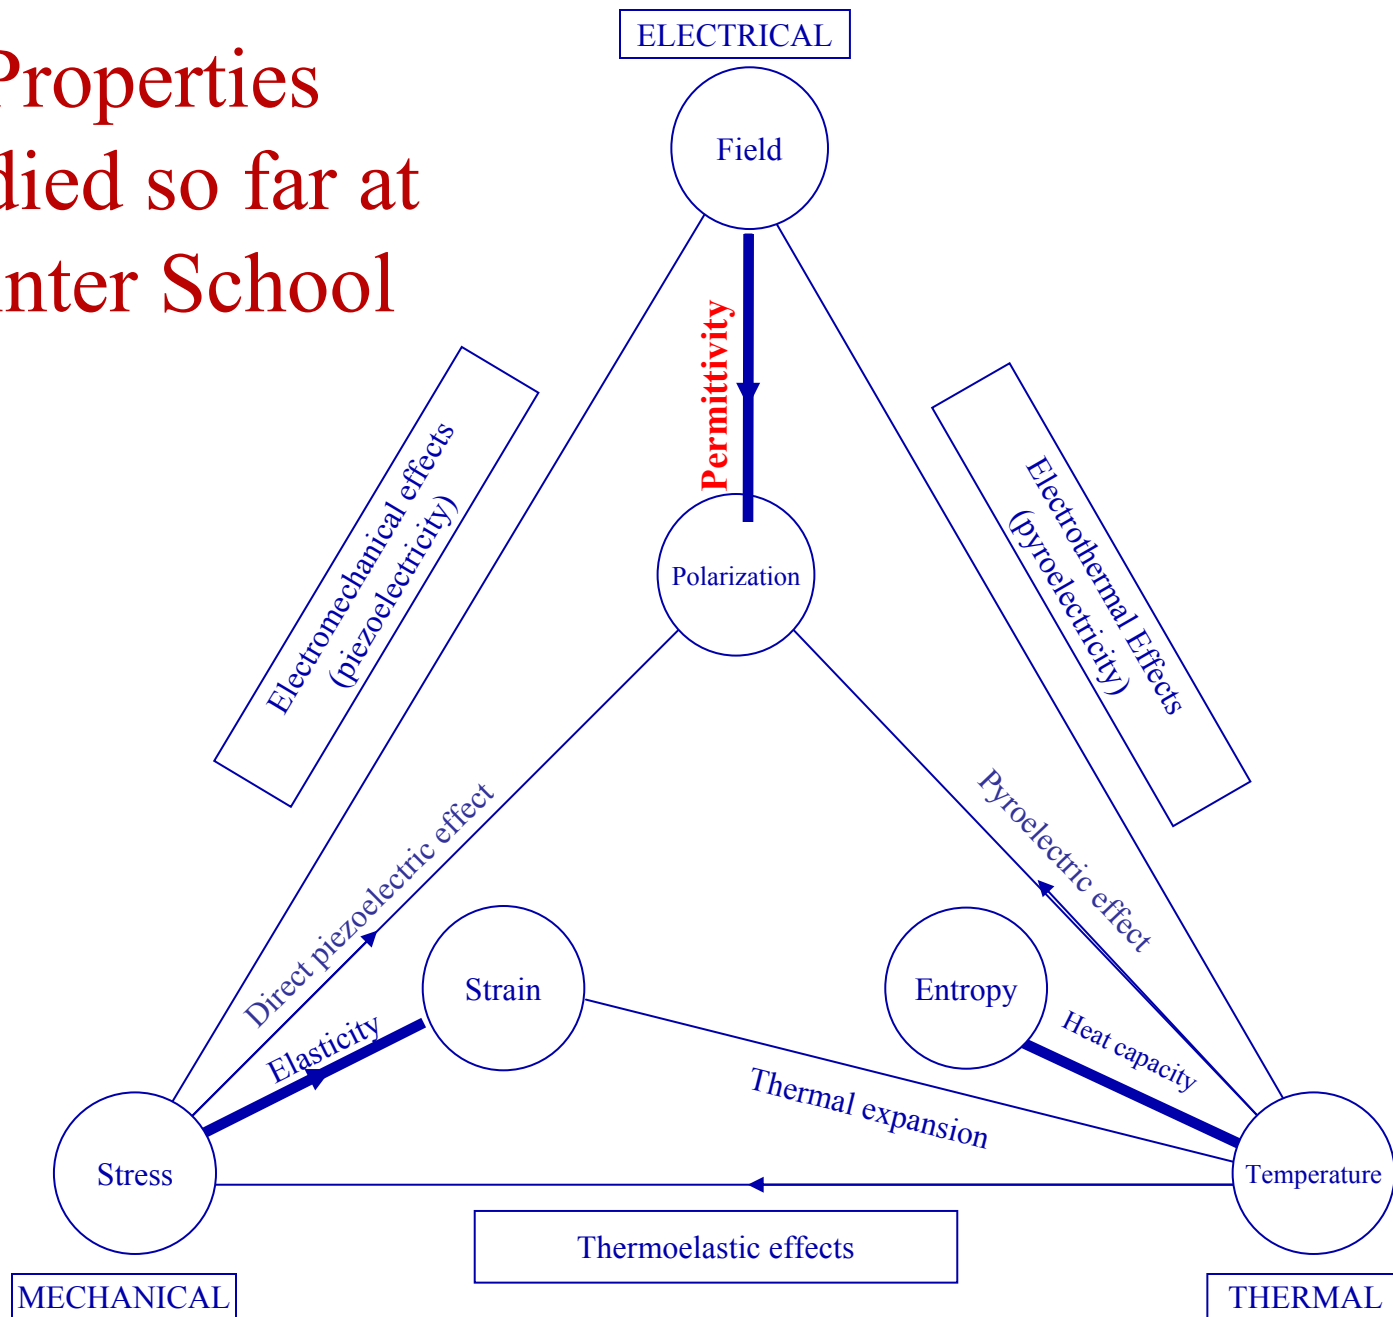 ELECTRICAL
Properties
died so far at
nter School
Field
Permittivity
Electromechanical effects
(piezoelectricity)
Electrothermal Effects
(pyroelectricity)
Polarization
Direct piezoelectric effect
Pyroelectric effect
Strain
Entropy
Elasticity
Heat capacity
Thermal expansion
Stress
Temperature
Thermoelastic effects
MECHANICAL
THERMAL